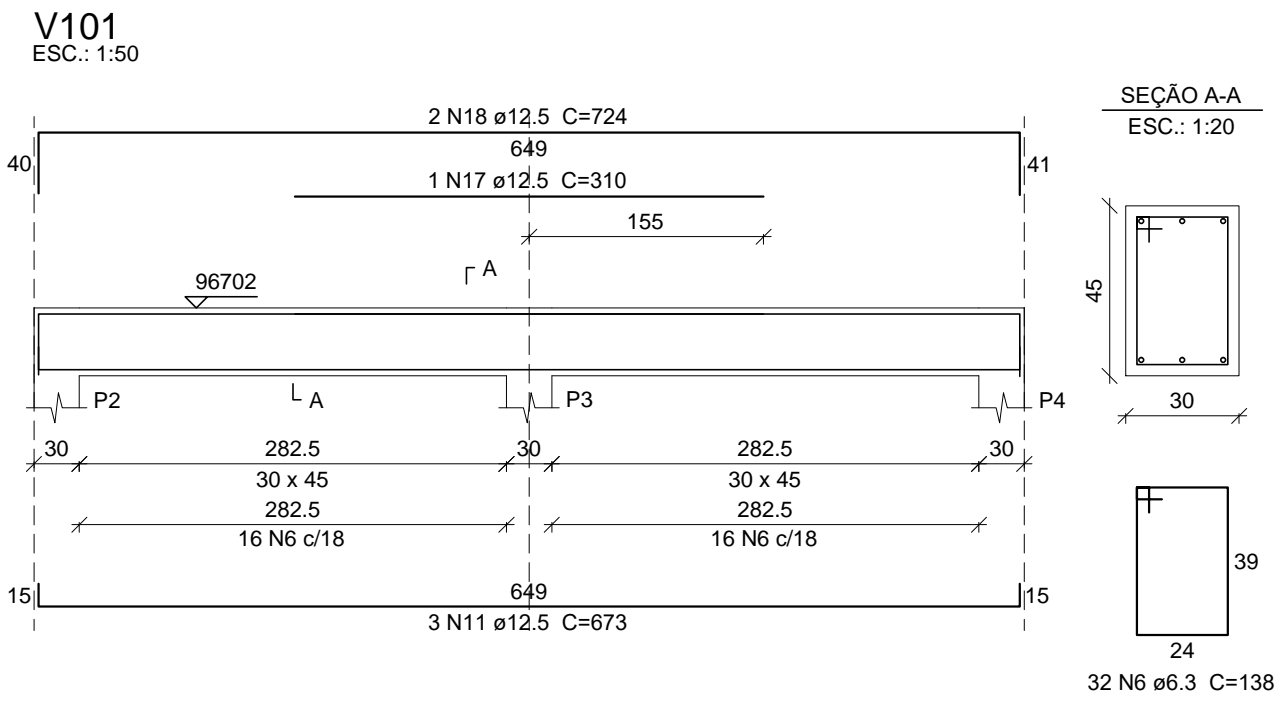 V101
ESC.: 1:50
2 N18 ø12.5 C=724
649
40
41
1 N17 ø12.5 C=310
155
A
96702
A
P2
P3
P4
30
282.5
30
282.5
30
30 x 45
30 x 45
282.5
282.5
16 N6 c/18
16 N6 c/18
15
649
15
3 N11 ø12.5 C=673
SEÇÃO A-A
ESC.: 1:20
45
30
39
24
32 N6 ø6.3 C=138